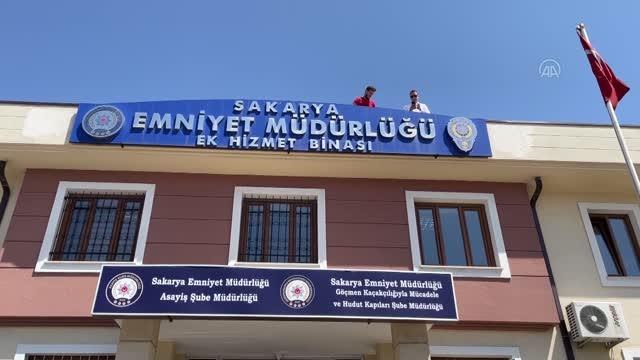 AA
SAKARYA
EMNİYET MÜDÜRLÜĞÜ
EK HİZMET BİNASI
Sakarya Emniyet Müdürlüğü
Asayiş Şube Müdürlüğü
Sakarya Emniyet Müdürlüğü
Göçmen Kaçakçılığıyla Mücadele
ve Hudut Kapıları Şube Müdürlüğü